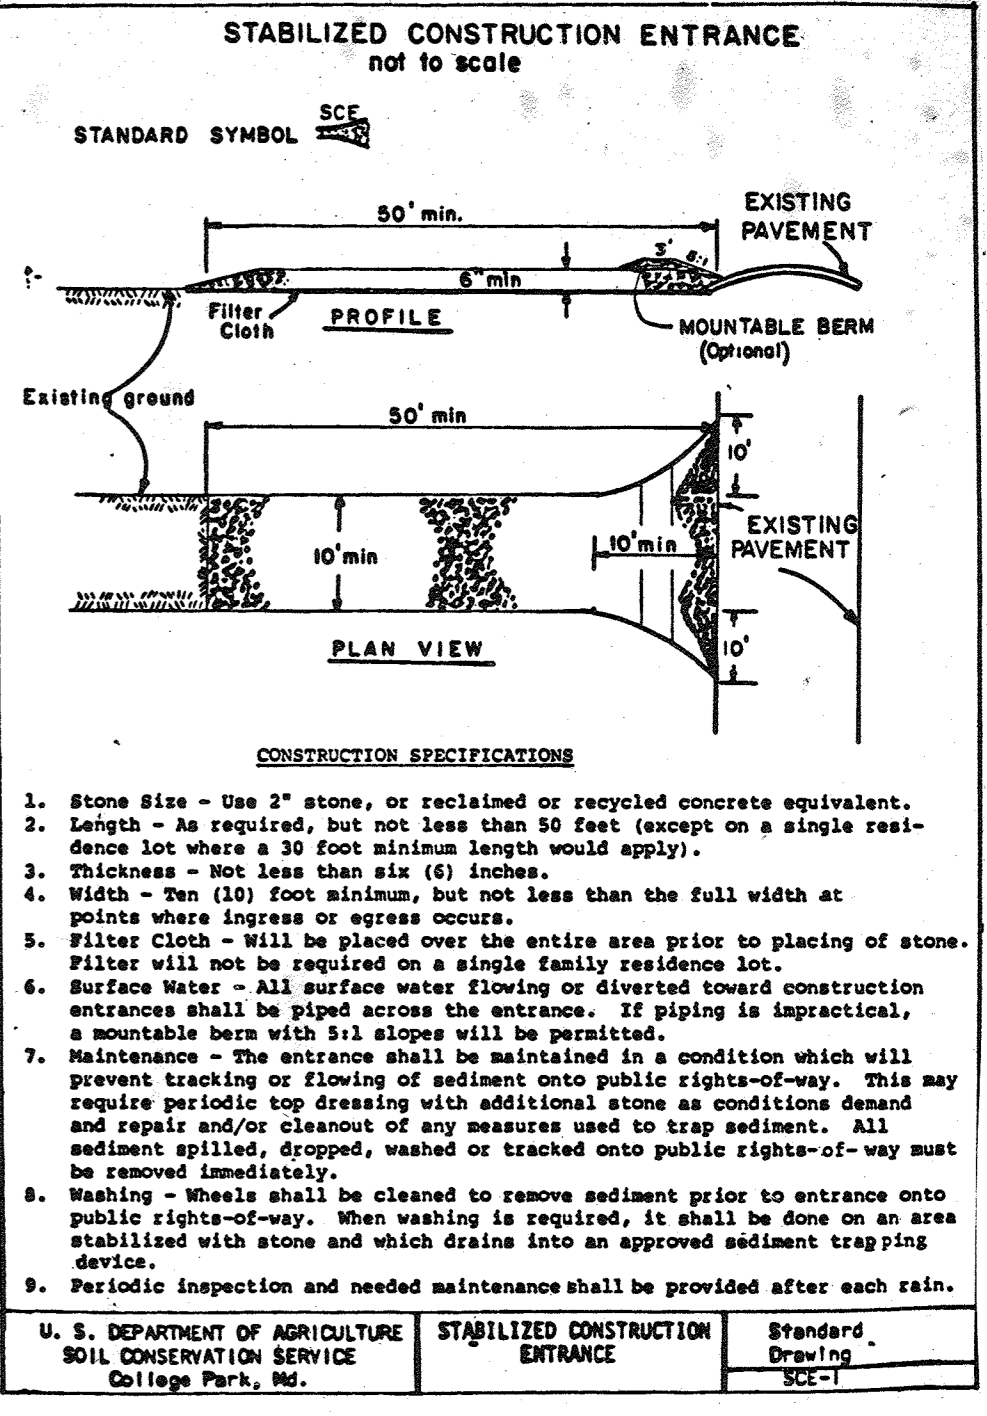 STABILIZED CONSTRUCTION ENTRANCE
not to scale
SCE
STANDARD SYMBOL
50' min.
EXISTING
PAVEMENT
3'
5:1
6" min
Filter
Cloth
PROFILE
MOUNTABLE BERM
(Optional)
Existing ground
50' min
10'
10' min
10' min
EXISTING
PAVEMENT
10'
PLAN VIEW
CONSTRUCTION SPECIFICATIONS
1. Stone Size - Use 2" stone, or reclaimed or recycled concrete equivalent.
2. Length - As required, but not less than 50 feet (except on a single resi-
dence lot where a 30 foot minimum length would apply).
3. Thickness - Not less than six (6) inches.
4. Width - Ten (10) foot minimum, but not less than the full width at
points where ingress or egress occurs.
5. Filter Cloth - Will be placed over the entire area prior to placing of stone.
Filter will not be required on a single family residence lot.
6. Surface Water - All surface water flowing or diverted toward construction
entrances shall be piped across the entrance. If piping is impractical,
a mountable berm with 5:1 slopes will be permitted.
7. Maintenance - The entrance shall be maintained in a condition which will
prevent tracking or flowing of sediment onto public rights-of-way. This may
require periodic top dressing with additional stone as conditions demand
and repair and/or cleanout of any measures used to trap sediment. All
sediment spilled, dropped, washed or tracked onto public rights-of-way must
be removed immediately.
8. Washing - Wheels shall be cleaned to remove sediment prior to entrance onto
public rights-of-way. When washing is required, it shall be done on an area
stabilized with stone and which drains into an approved sediment trapping
device.
9. Periodic inspection and needed maintenance shall be provided after each rain.
U. S. DEPARTMENT OF AGRICULTURE
SOIL CONSERVATION SERVICE
College Park, Md.
STABILIZED CONSTRUCTION
ENTRANCE
Standard
Drawing
SCE-1